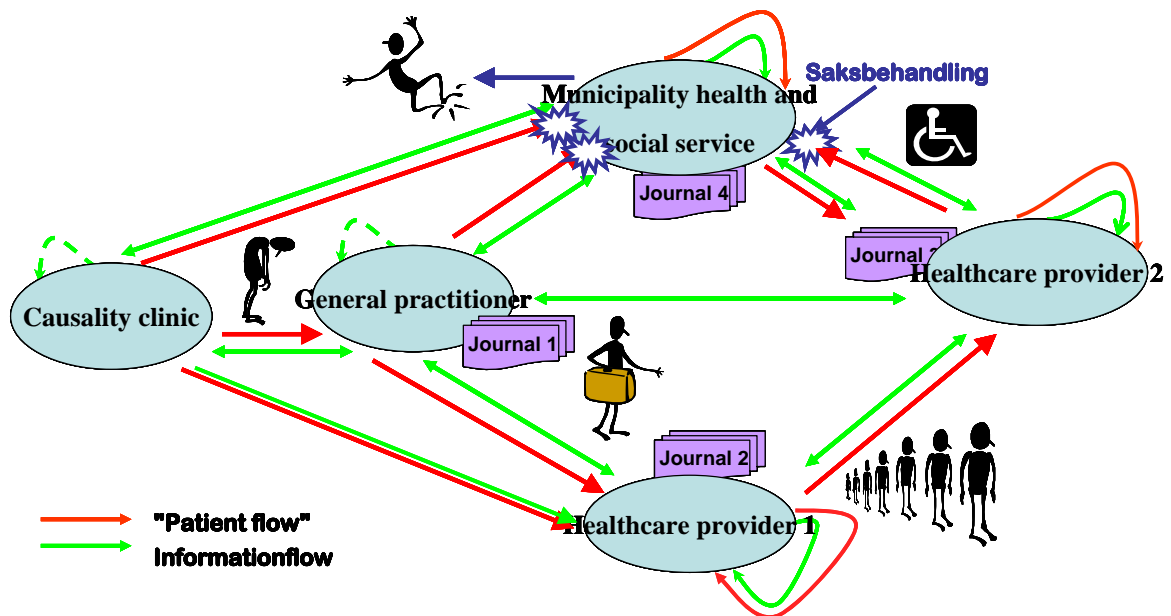 Saksbehandling
Municipality health and
social service
Journal 4
Journal 3
Healthcare provider 2
General practitioner
Causality clinic
Journal 1
Journal 2
Healthcare provider 1
"Patient flow"
Informationflow